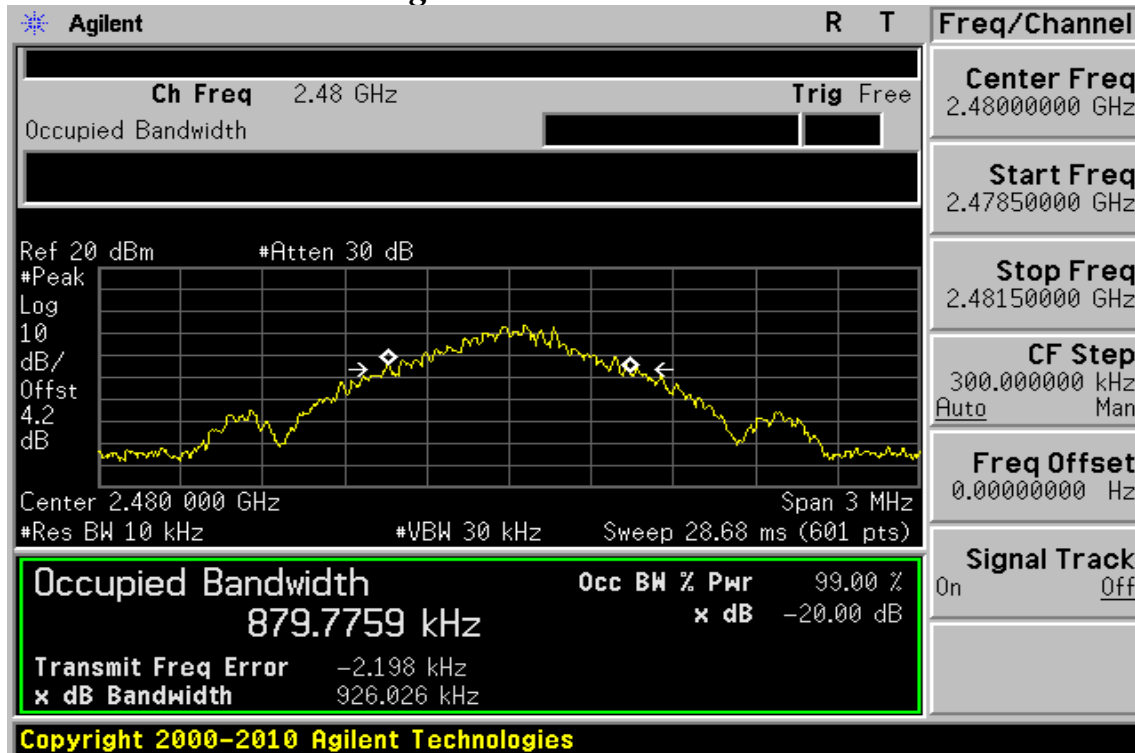 Agilent R T Freq/Channel
Ch Freq 2.48 GHz Trig Free
Occupied Bandwidth
Center Freq
2.48000000 GHz
Start Freq
2.47850000 GHz
Stop Freq
2.48150000 GHz
CF Step
300.000000 kHz
Auto Man
Freq Offset
0.00000000 Hz
Signal Track
On Off
Ref 20 dBm #Atten 30 dB
#Peak
Log
10
dB/
Offst
4.2
dB
Center 2.480 000 GHz Span 3 MHz
#Res BW 10 kHz #VBW 30 kHz Sweep 28.68 ms (601 pts)
Occupied Bandwidth Occ BW % Pwr 99.00 %
879.7759 kHz x dB -20.00 dB
Transmit Freq Error -2.198 kHz
x dB Bandwidth 926.026 kHz
Copyright 2000-2010 Agilent Technologies